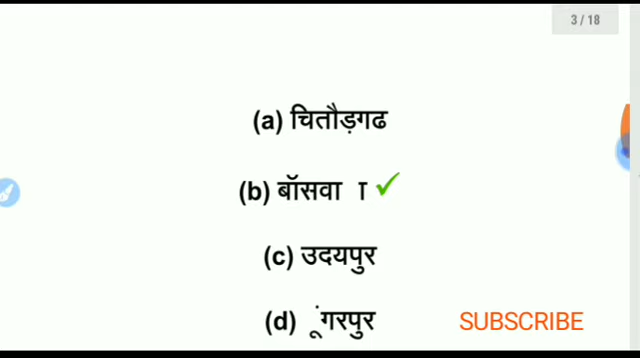 3 / 18
(a) चितौड़गढ
(b) बॉसवा ा ✓
(c) उदयपुर
(d) ूंगरपुर
SUBSCRIBE